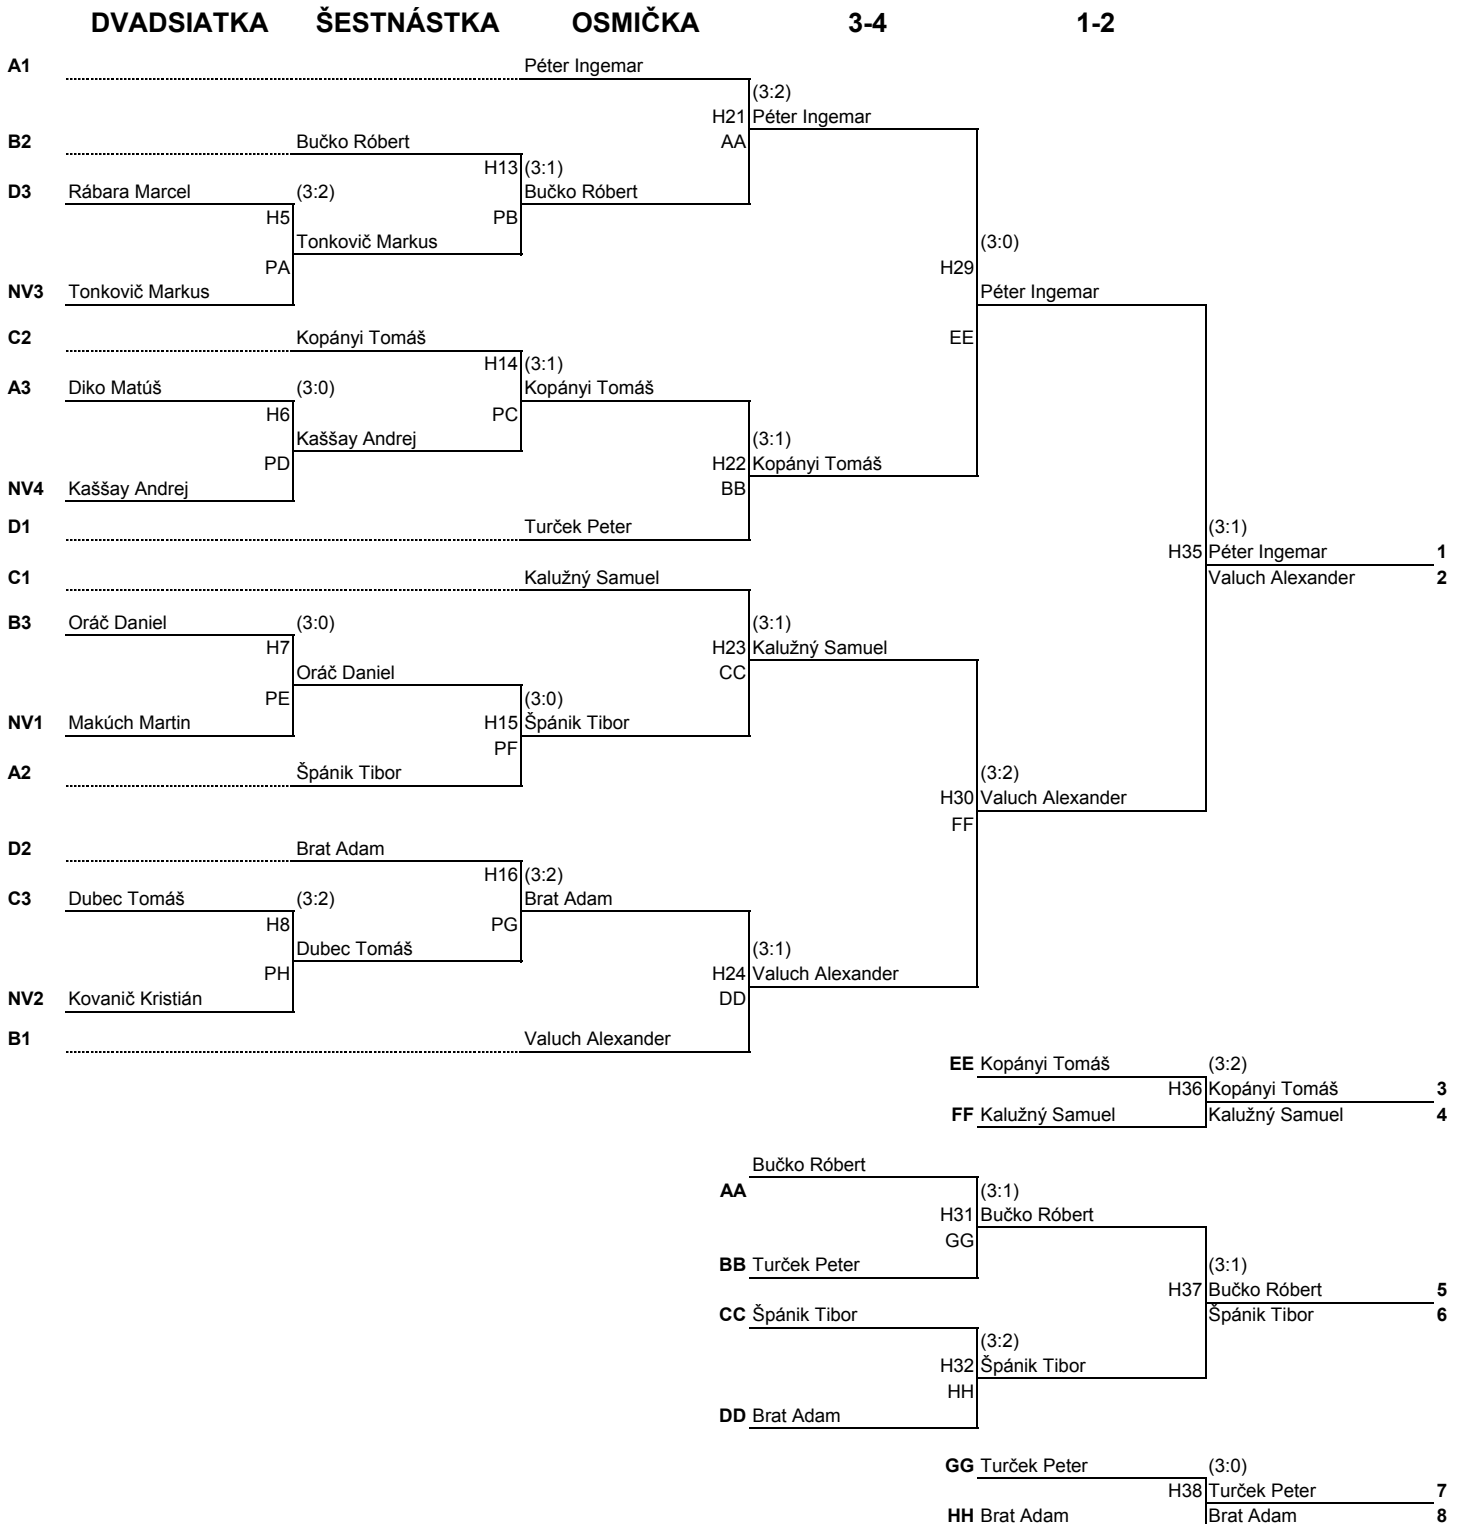 DVADSIATKA ŠESTNÁSTKA OSMIČKA 3-4 1-2
A1 Péter Ingemar
(3:2)
H21 Péter Ingemar
B2 Bučko Róbert AA
H13 (3:1)
D3 Rábara Marcel (3:2) Bučko Róbert
H5 PB
Tonkovič Markus (3:0)
PA H29
NV3 Tonkovič Markus Péter Ingemar
C2 Kopányi Tomáš EE
H14 (3:1)
A3 Diko Matúš (3:0) Kopányi Tomáš
H6 PC
Kaššay Andrej (3:1)
PD H22 Kopányi Tomáš
NV4 Kaššay Andrej BB
D1 Turček Peter (3:1)
H35 Péter Ingemar 1
C1 Kalužný Samuel Valuch Alexander 2
B3 Oráč Daniel (3:0) (3:1)
H7 H23 Kalužný Samuel
Oráč Daniel CC
PE (3:0)
NV1 Makúch Martin H15 Špánik Tibor
PF
A2 Špánik Tibor (3:2)
H30 Valuch Alexander
FF
D2 Brat Adam
H16 (3:2)
C3 Dubec Tomáš (3:2) Brat Adam
H8 PG
Dubec Tomáš (3:1)
PH H24 Valuch Alexander
NV2 Kovanič Kristián DD
B1 Valuch Alexander
EE Kopányi Tomáš (3:2)
H36 Kopányi Tomáš 3
FF Kalužný Samuel Kalužný Samuel 4
Bučko Róbert
AA (3:1)
H31 Bučko Róbert
GG
BB Turček Peter (3:1)
H37 Bučko Róbert 5
CC Špánik Tibor Špánik Tibor 6
(3:2)
H32 Špánik Tibor
HH
DD Brat Adam
GG Turček Peter (3:0)
H38 Turček Peter 7
HH Brat Adam Brat Adam 8